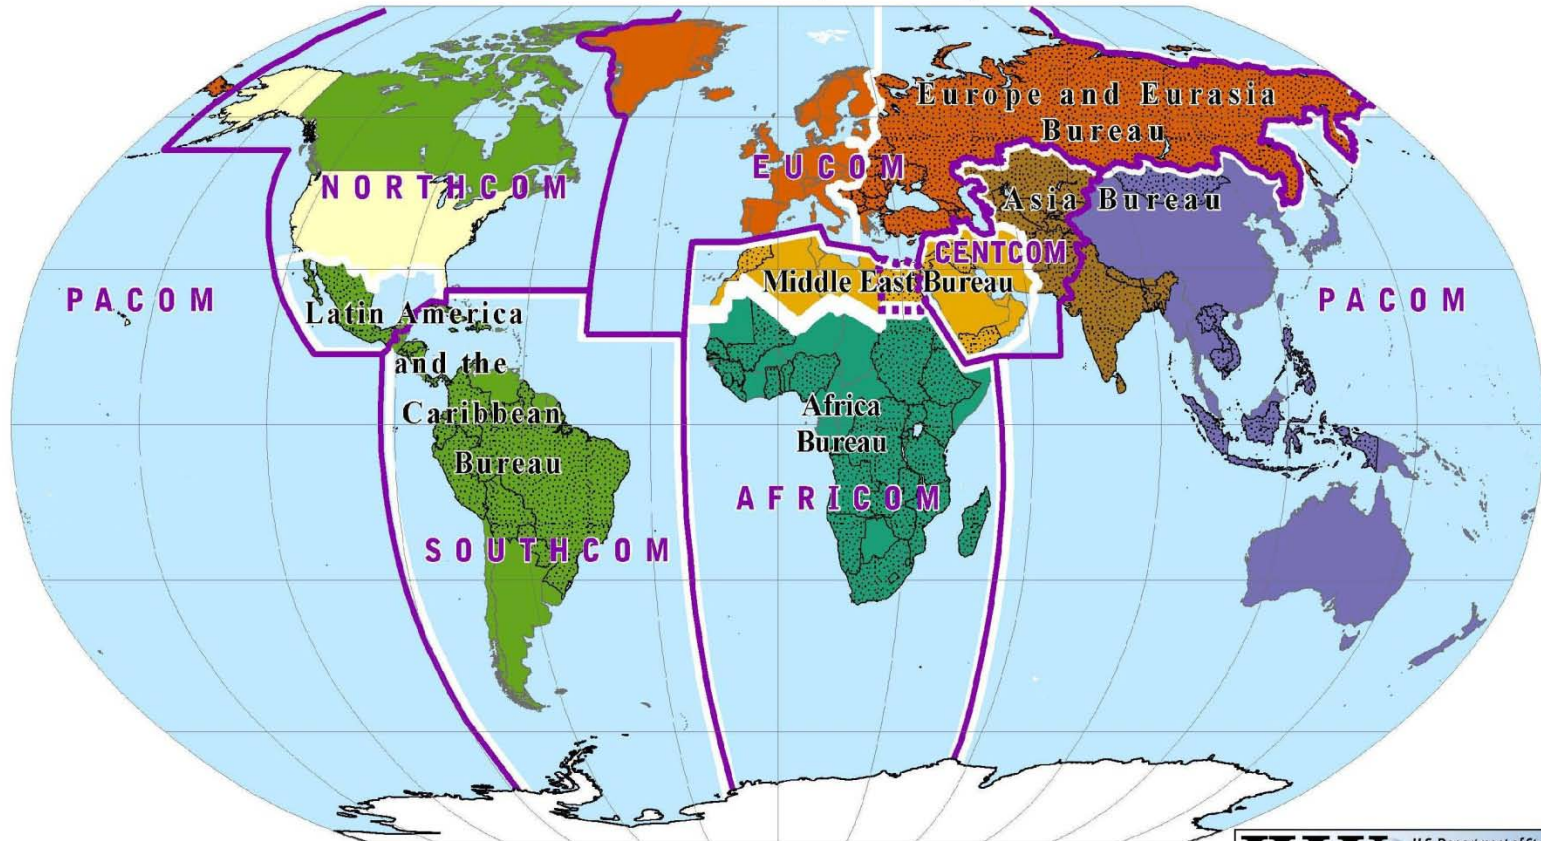 Europe and Eurasia
Bureau
EUCOM
NORTHCOM
Asia Bureau
CENTCOM
Middle East Bureau
PACOM
PACOM
Latin America
and the
Caribbean
Bureau
Africa
Bureau
AFRICOM
SOUTHCOM